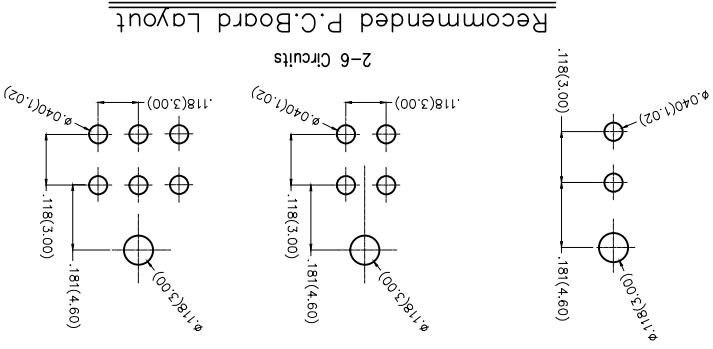 Recommended P.C.Board Layout
2-6 Circuits
.118(3.00)
ø.040(1.02)
.118(3.00)
.181(4.60)
ø.118(3.00)
.118(3.00)
ø.040(1.02)
.118(3.00)
.181(4.60)
ø.118(3.00)
.118(3.00)
ø.040(1.02)
.181(4.60)
ø.118(3.00)